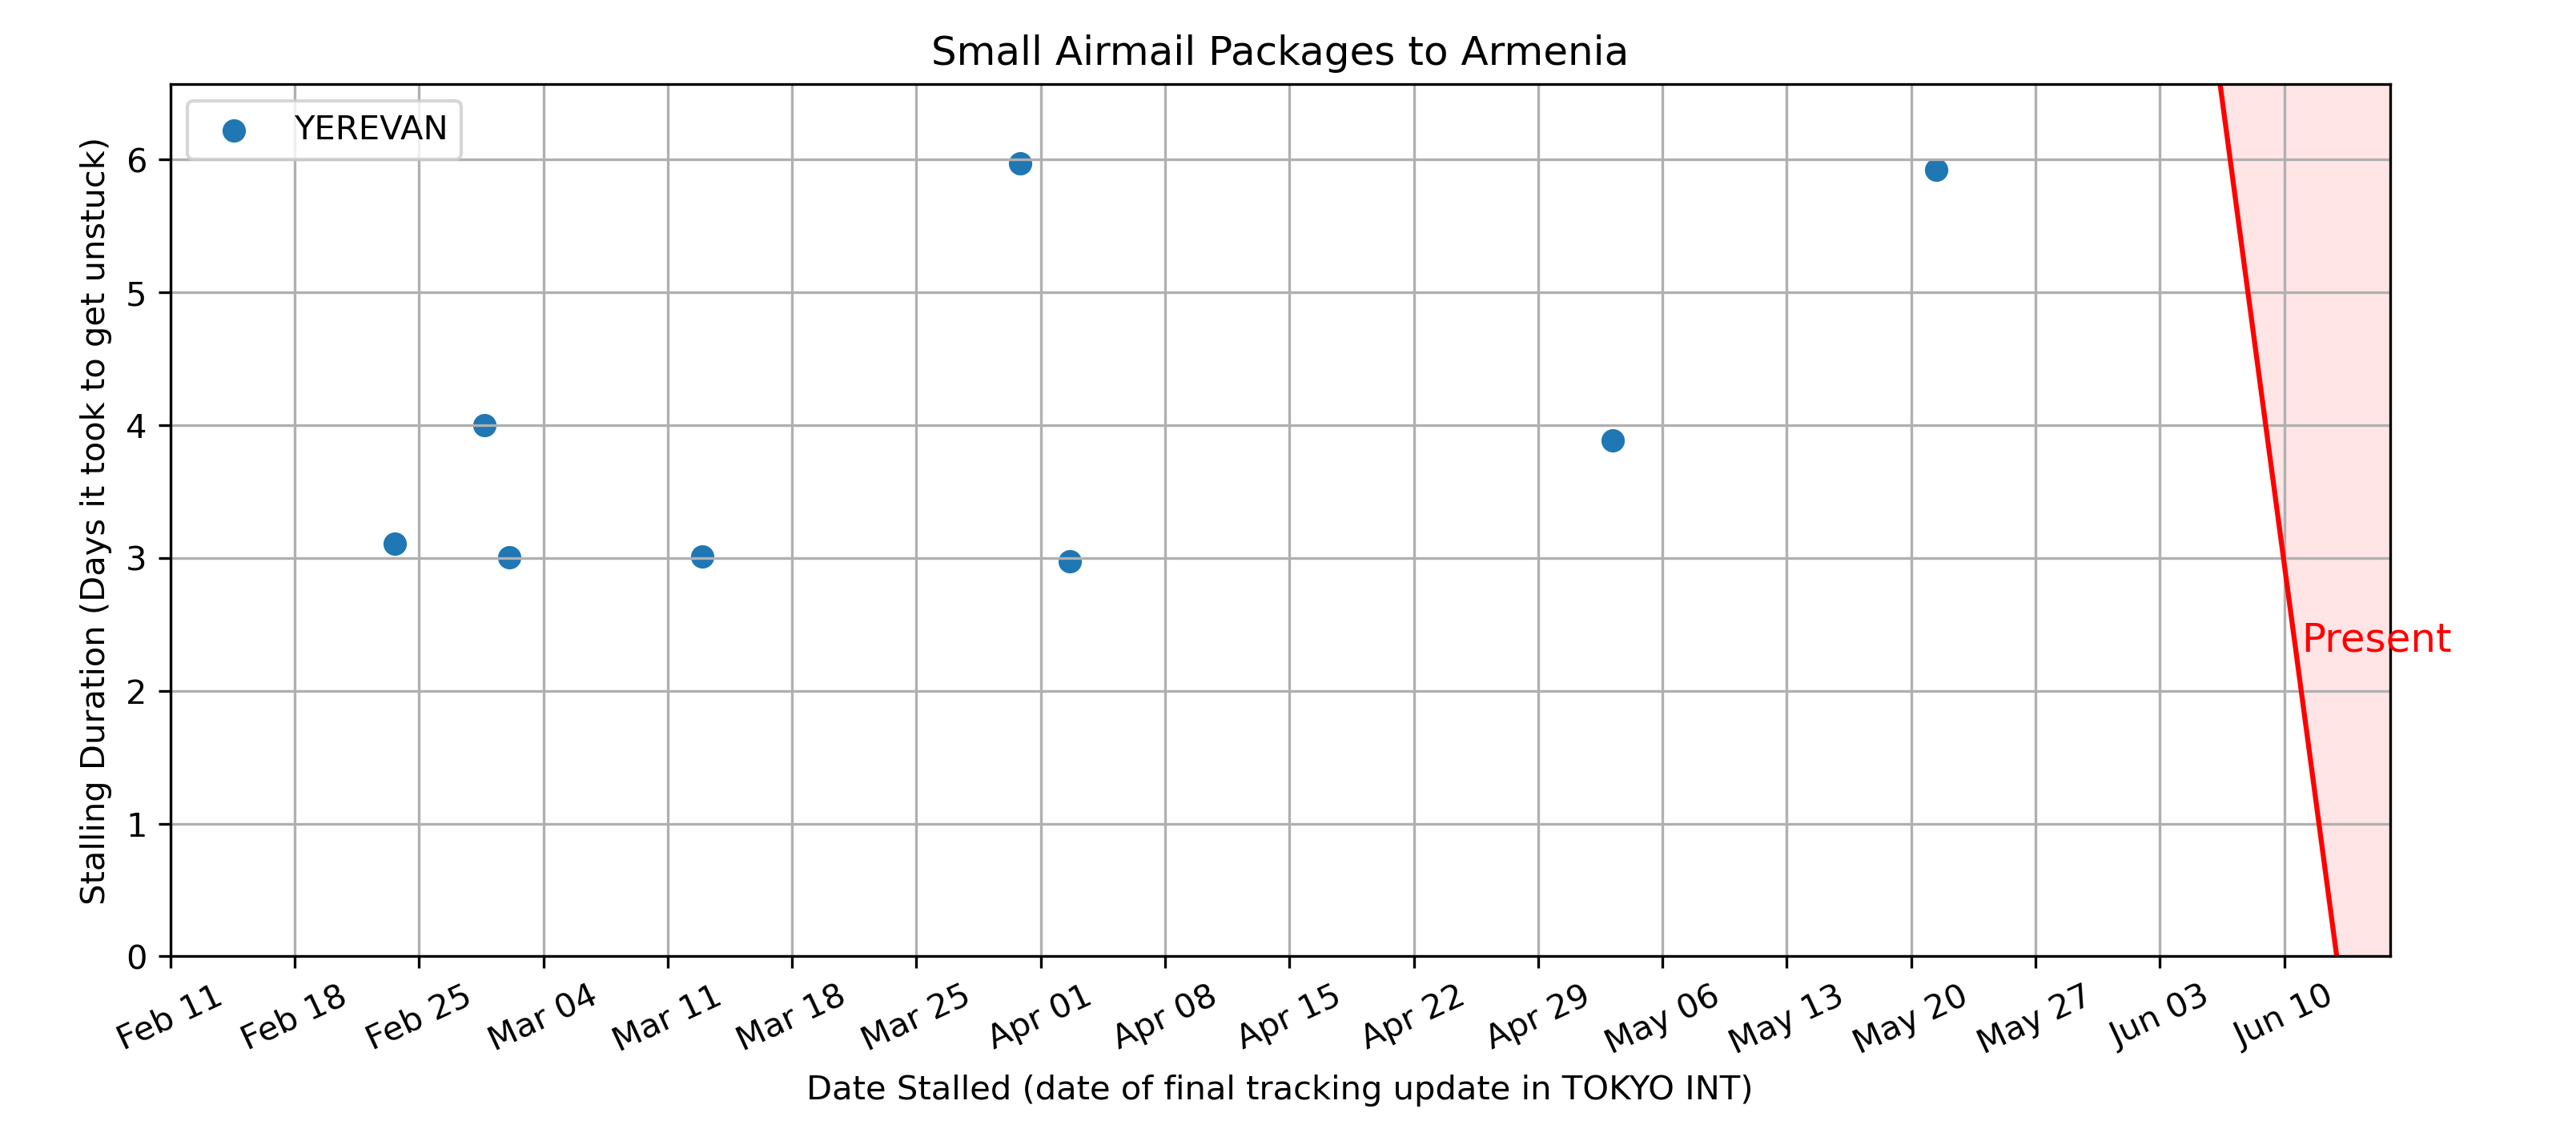 Small Airmail Packages to Armenia
YEREVAN
Stalling Duration (Days it took to get unstuck)
6
5
4
3
2
1
0
Present
Feb 11
Feb 18
Feb 25
Mar 04
Mar 11
Mar 18
Mar 25
Apr 01
Apr 08
Apr 15
Apr 22
Apr 29
May 06
May 13
May 20
May 27
Jun 03
Jun 10
Date Stalled (date of final tracking update in TOKYO INT)